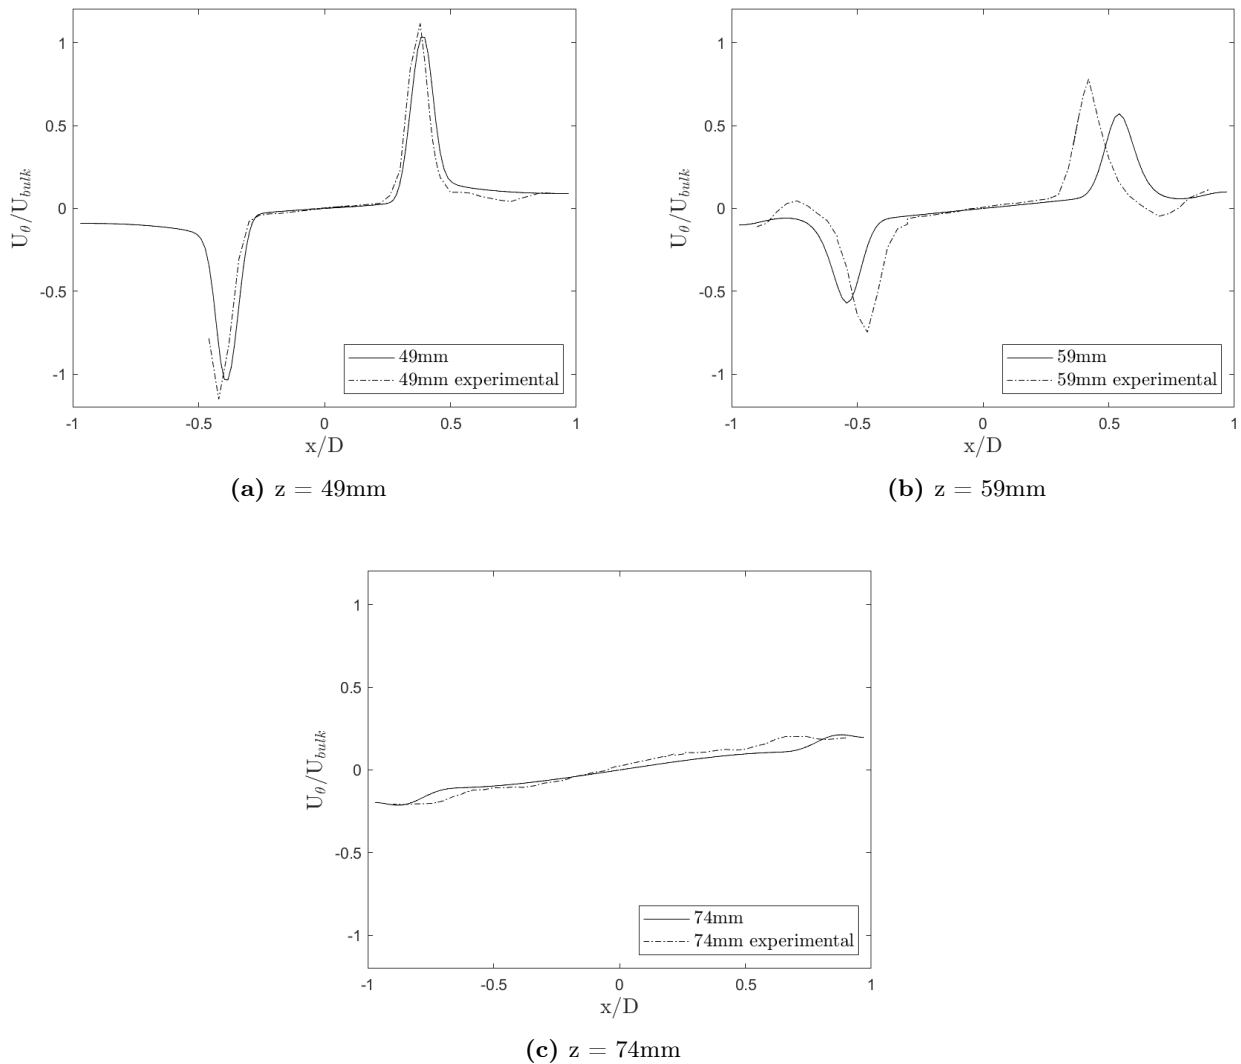 1
0.5
0
-0.5
-1
U_θ/U_bulk
49mm
49mm experimental
-1
-0.5
0
0.5
1
x/D
(a) z = 49mm
1
0.5
0
-0.5
-1
U_θ/U_bulk
59mm
59mm experimental
-1
-0.5
0
0.5
1
x/D
(b) z = 59mm
1
0.5
0
-0.5
-1
U_θ/U_bulk
74mm
74mm experimental
-1
-0.5
0
0.5
1
x/D
(c) z = 74mm